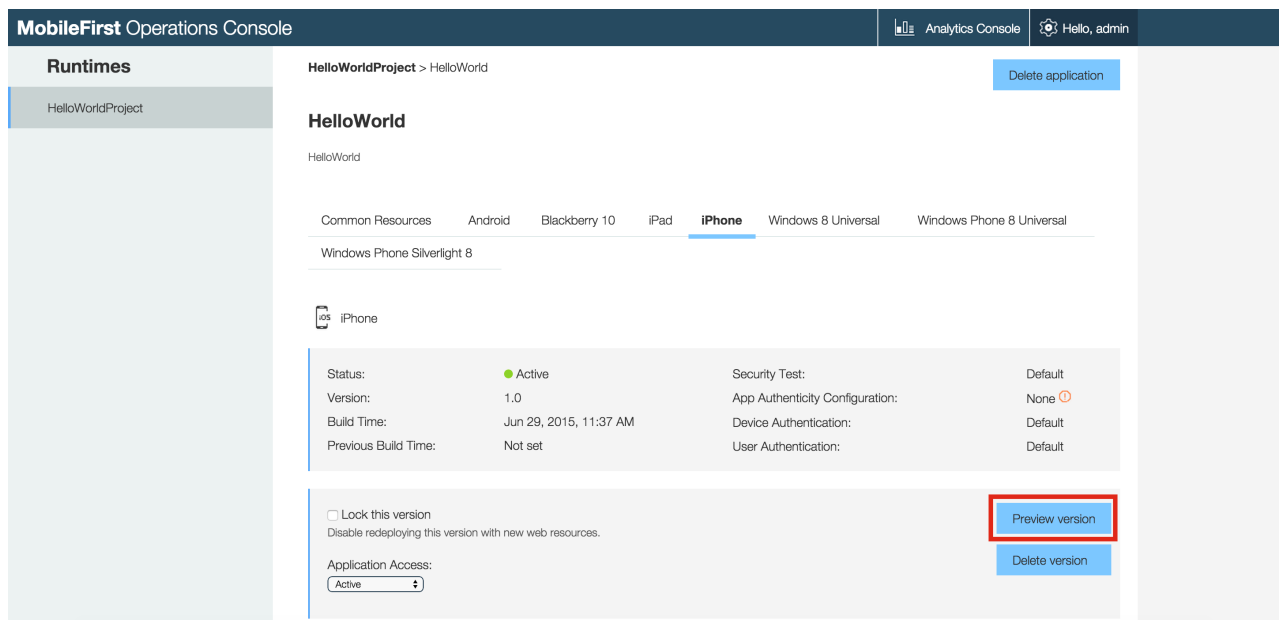 MobileFirst Operations Console
Analytics Console
Hello, admin
Runtimes
HelloWorldProject
HelloWorldProject > HelloWorld
Delete application
HelloWorld
HelloWorld
Common Resources Android Blackberry 10 iPad iPhone Windows 8 Universal Windows Phone 8 Universal
Windows Phone Silverlight 8
iOS iPhone
Status: Active Security Test: Default
Version: 1.0 App Authenticity Configuration: None
Build Time: Jun 29, 2015, 11:37 AM Device Authentication: Default
Previous Build Time: Not set User Authentication: Default
Lock this version
Disable redeploying this version with new web resources.
Preview version
Delete version
Application Access:
Active